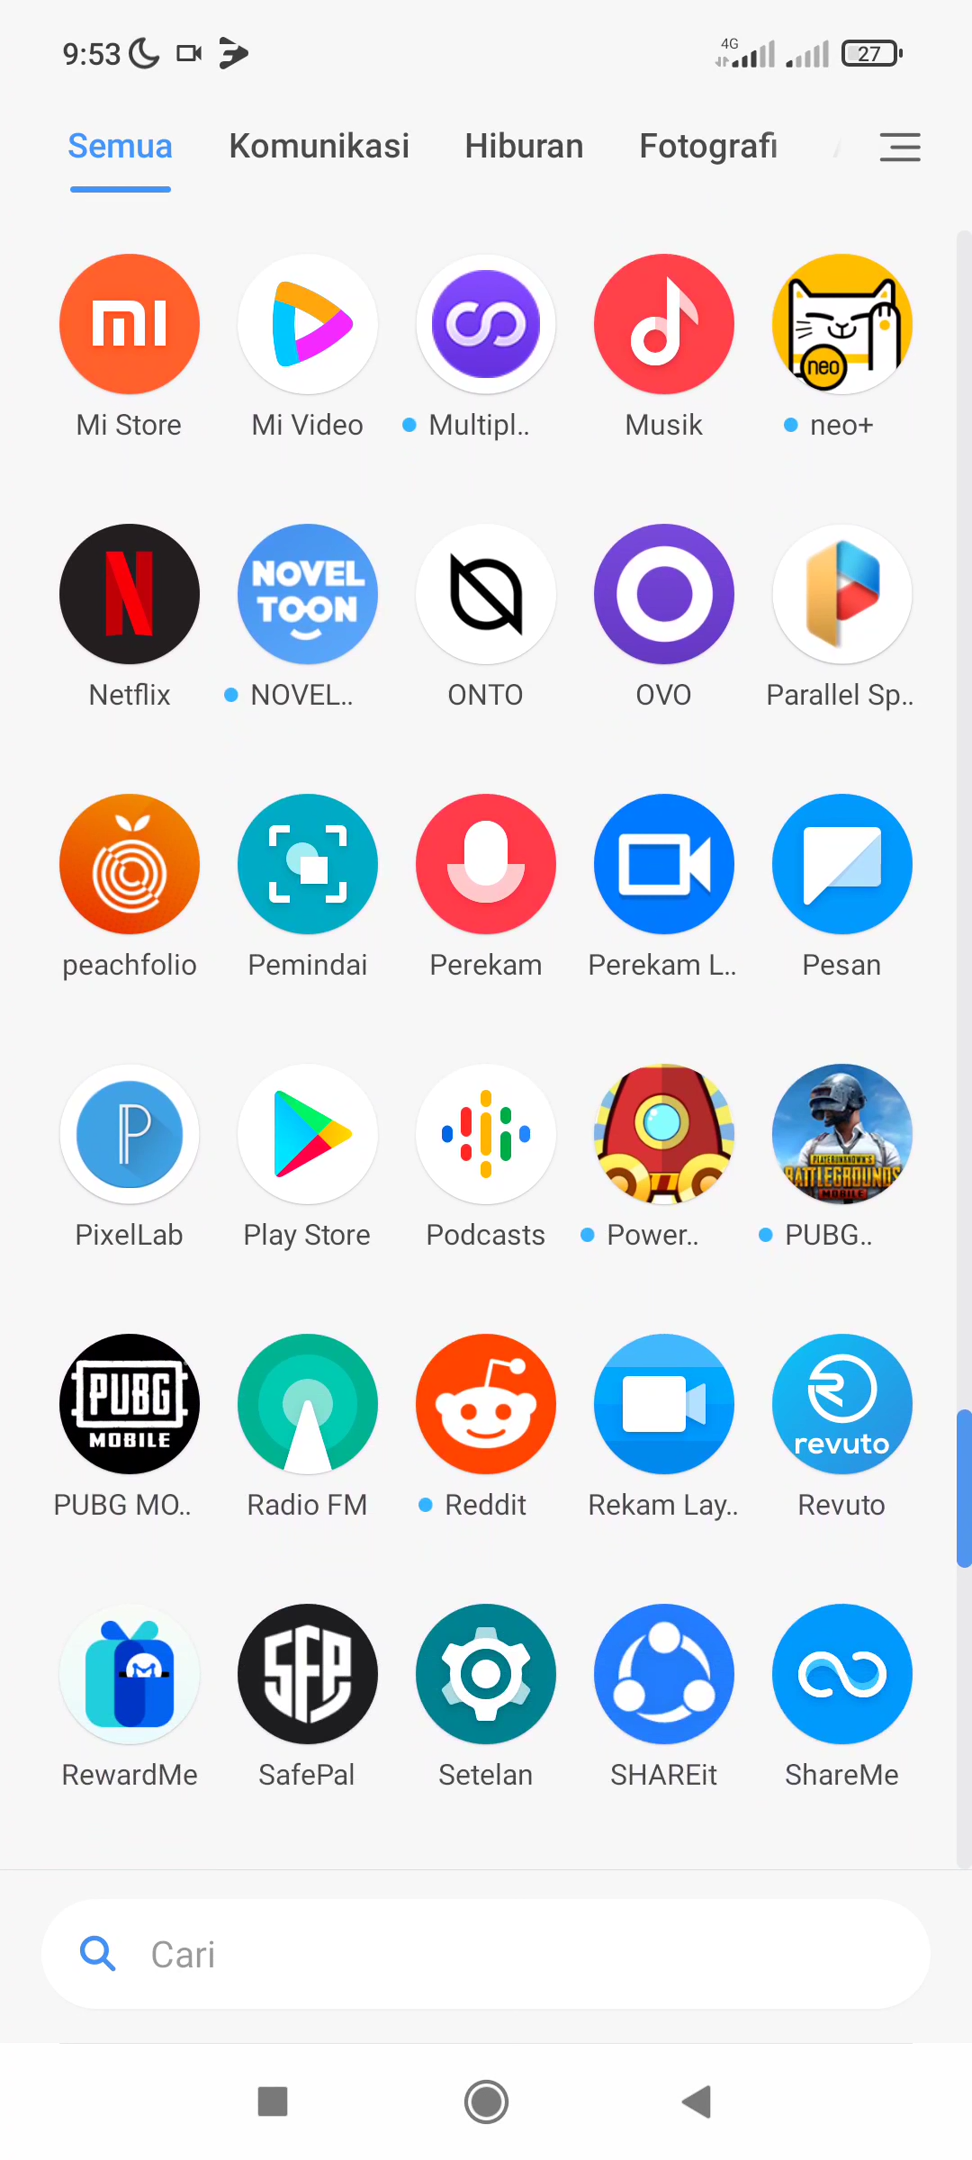 9:53 4G 27
Semua Komunikasi Hiburan Fotografi
mi neo
Mi Store Mi Video Multipl.. Musik neo+
NOVEL
TOON
Netflix NOVEL.. ONTO OVO Parallel Sp..
peachfolio Pemindai Perekam Perekam L.. Pesan
P PLAYERUNKNOWN'S
BATTLEGROUNDS
MOBILE
PixelLab Play Store Podcasts Power.. PUBG..
PUBG
MOBILE revuto
PUBG MO.. Radio FM Reddit Rekam Lay.. Revuto
SFP
RewardMe SafePal Setelan SHAREit ShareMe
Cari